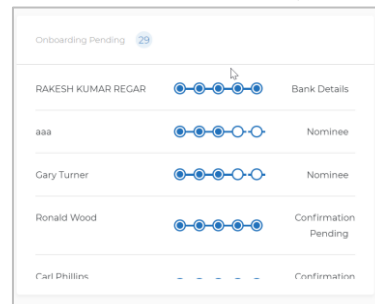 Onboarding Pending 29
RAKESH KUMAR REGAR Bank Details
aaa Nominee
Gary Turner Nominee
Ronald Wood Confirmation
Pending
Carl Phillips Confirmation